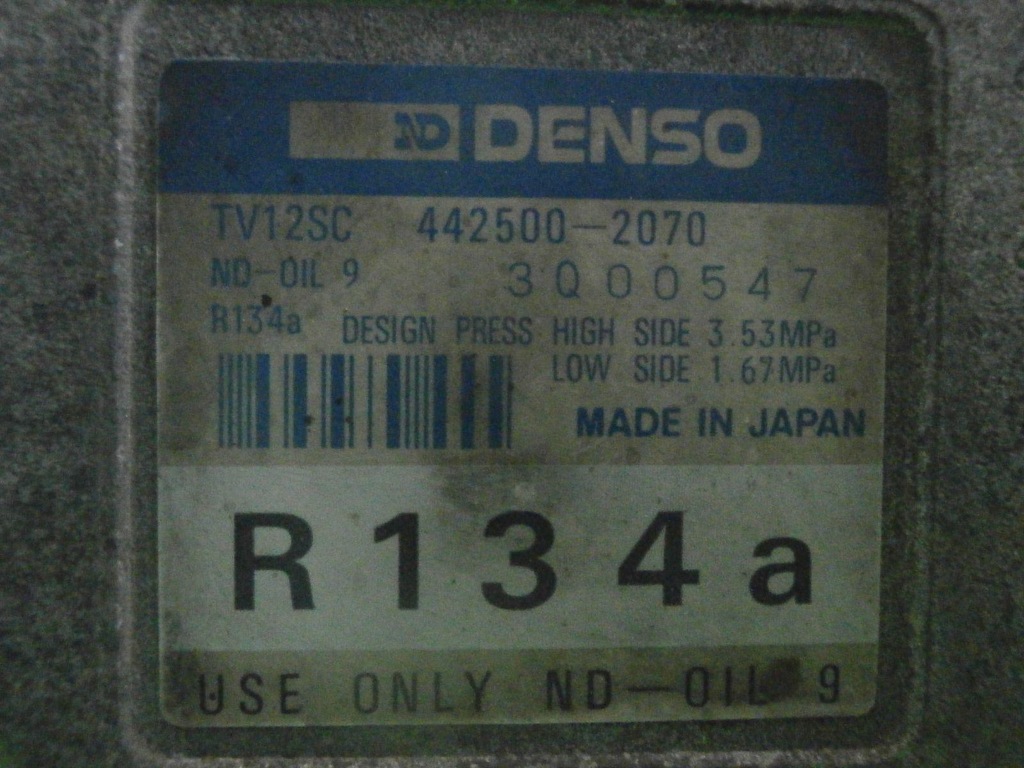 ND DENSO
TV12SC 442500-2070
ND-OIL 9 3Q00547
R134a DESIGN PRESS HIGH SIDE 3.53MPa
LOW SIDE 1.67MPa
MADE IN JAPAN
R134a
USE ONLY ND-OIL 9